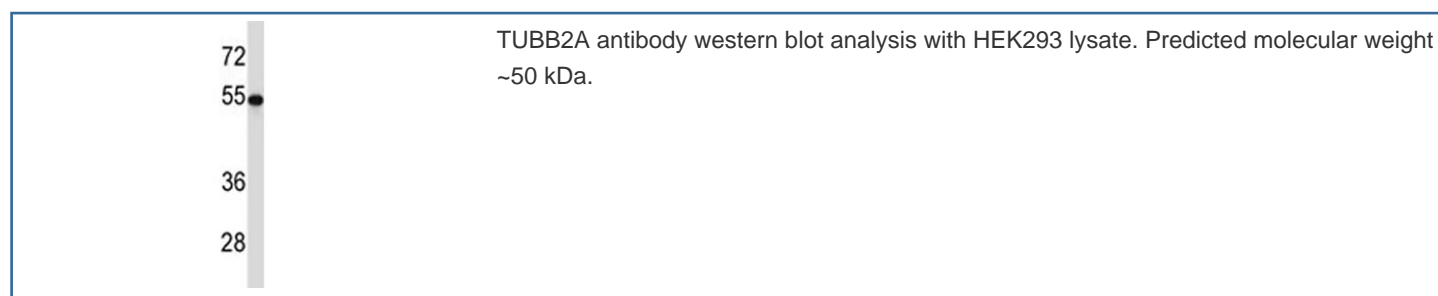 72
55
36
28
TUBB2A antibody western blot analysis with HEK293 lysate. Predicted molecular weight
~50 kDa.